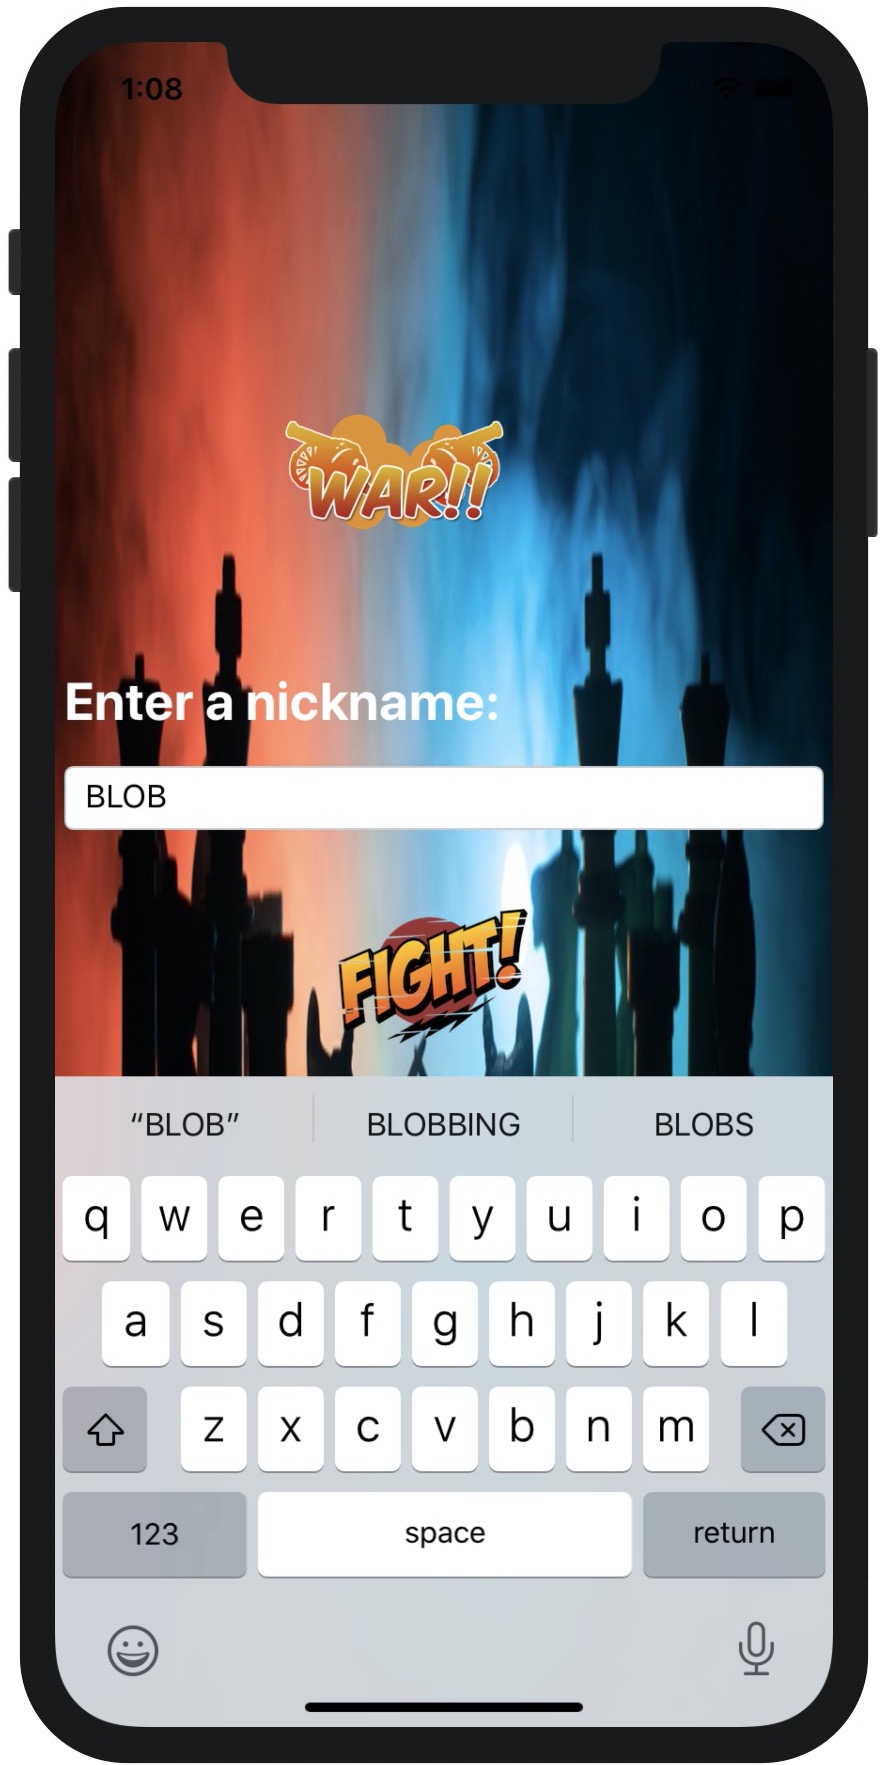 1:08
WAR!!
Enter a nickname:
BLOB
FIGHT!
“BLOB” BLOBBING BLOBS
q w e r t y u i o p
a s d f g h j k l
z x c v b n m
123 space return